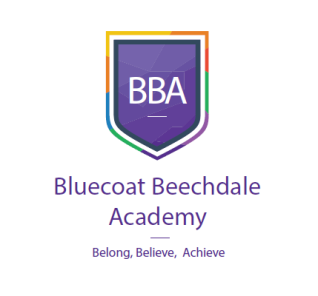 BBA
Bluecoat Beechdale
Academy
Belong, Believe, Achieve